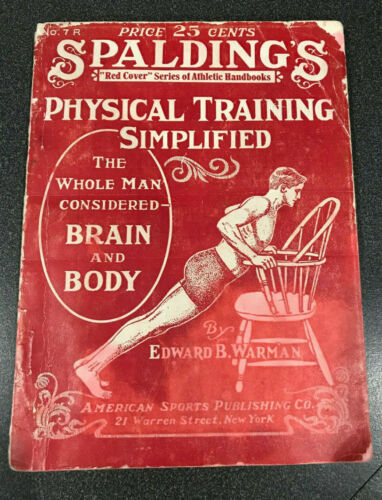 No. 7 R
PRICE 25 CENTS
SPALDING'S
"Red Cover" Series of Athletic Handbooks
PHYSICAL TRAINING
SIMPLIFIED
THE
WHOLE MAN
CONSIDERED—
BRAIN
AND
BODY
By
EDWARD B. WARMAN
AMERICAN SPORTS PUBLISHING CO.
21 Warren Street, New York